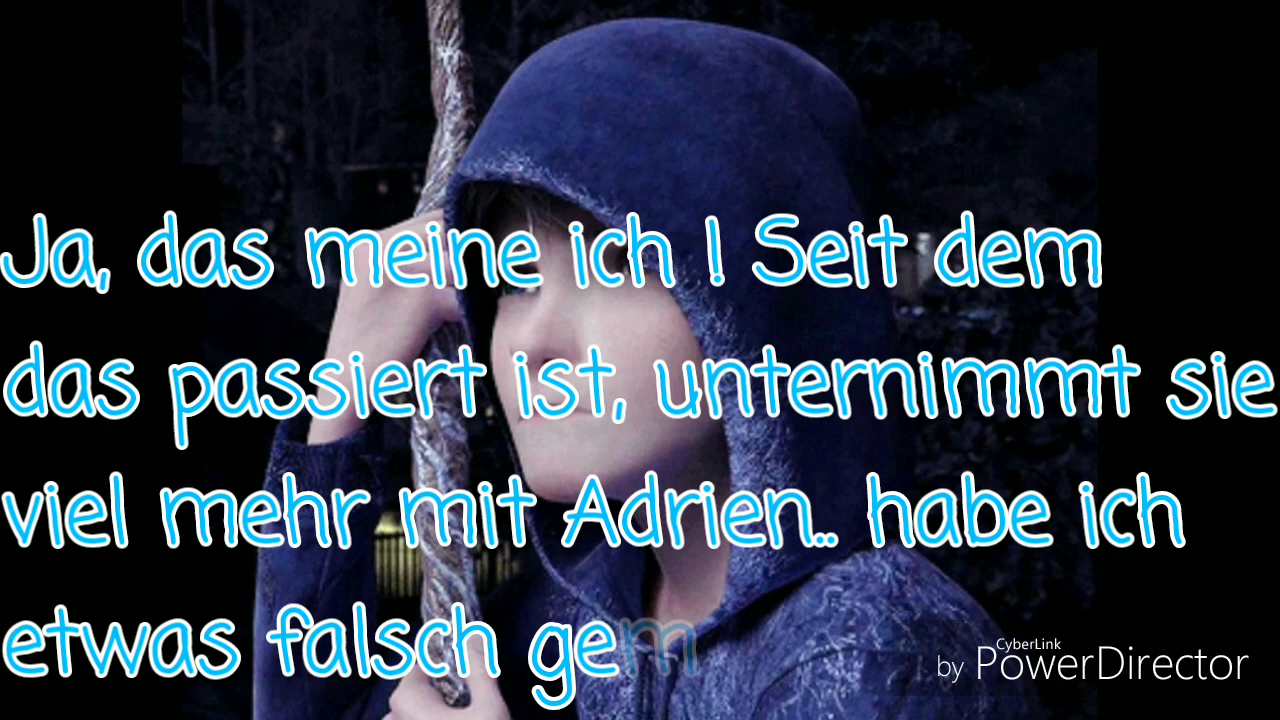 Ja, das meine ich ! Seit dem
das passiert ist, unternimmt sie
viel mehr mit Adrien.. habe ich
etwas falsch gem
CyberLink
by PowerDirector